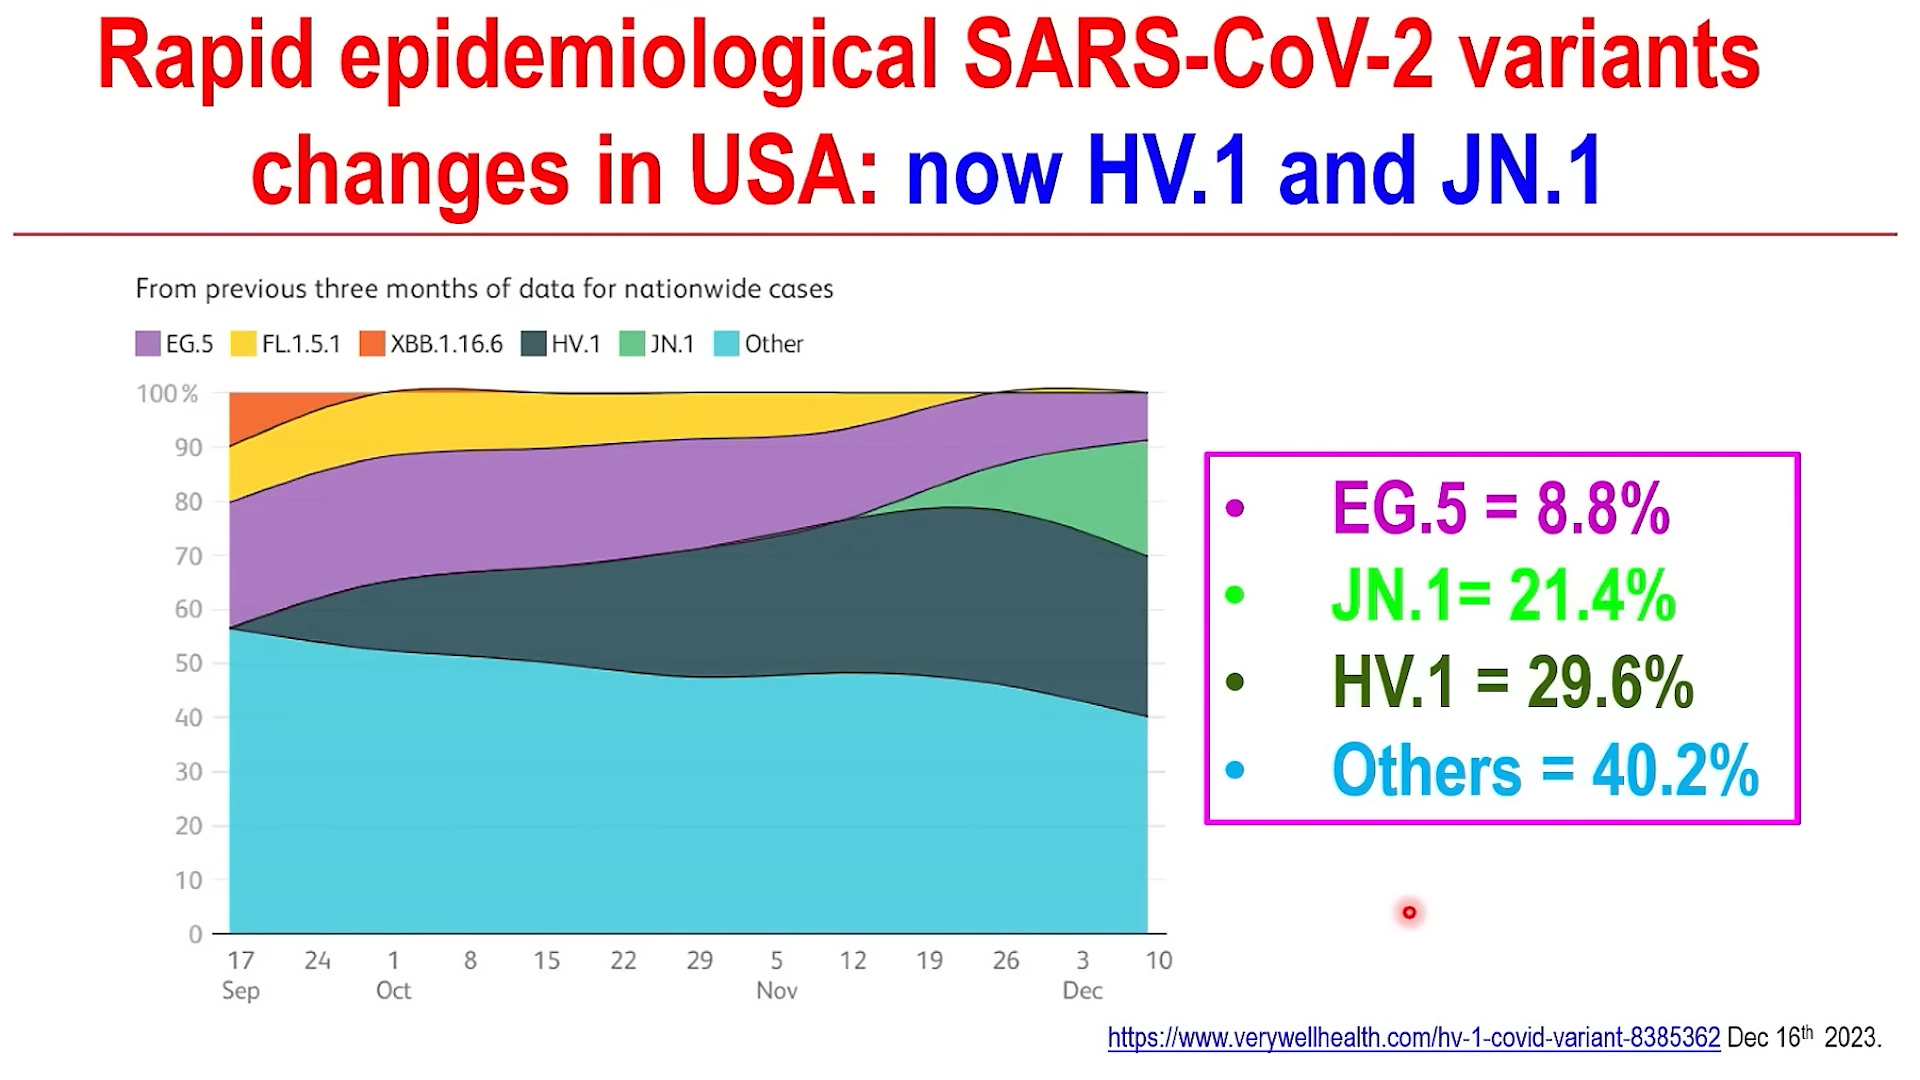 Rapid epidemiological SARS-CoV-2 variants
changes in USA: now HV.1 and JN.1
From previous three months of data for nationwide cases
EG.5 FL.1.5.1 XBB.1.16.6 HV.1 JN.1 Other
100%
90
80
70
60
50
40
30
20
10
0
17 24 1 8 15 22 29 5 12 19 26 3 10
Sep Oct Nov Dec
• EG.5 = 8.8%
• JN.1= 21.4%
• HV.1 = 29.6%
• Others = 40.2%
https://www.verywellhealth.com/hv-1-covid-variant-8385362 Dec 16th 2023.